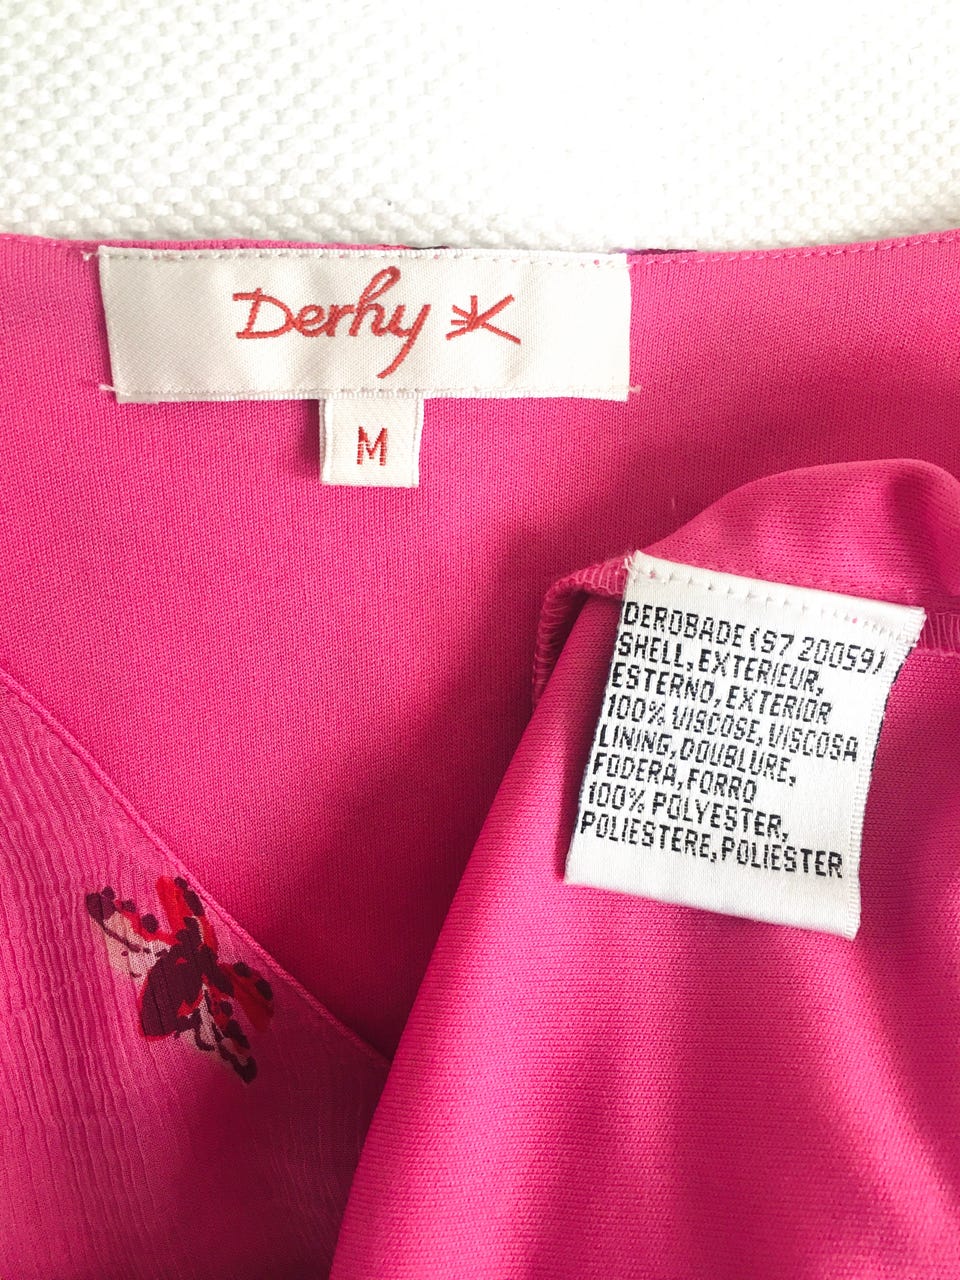 Derhy
M
DEROBADE(S7 20059)
SHELL, EXTERIEUR,
ESTERNO, EXTERIOR
100% VISCOSE, VISCOSA
LINING, DOUBLURE,
FODERA, FORRO
100% POLYESTER,
POLIESTERE, POLIESTER